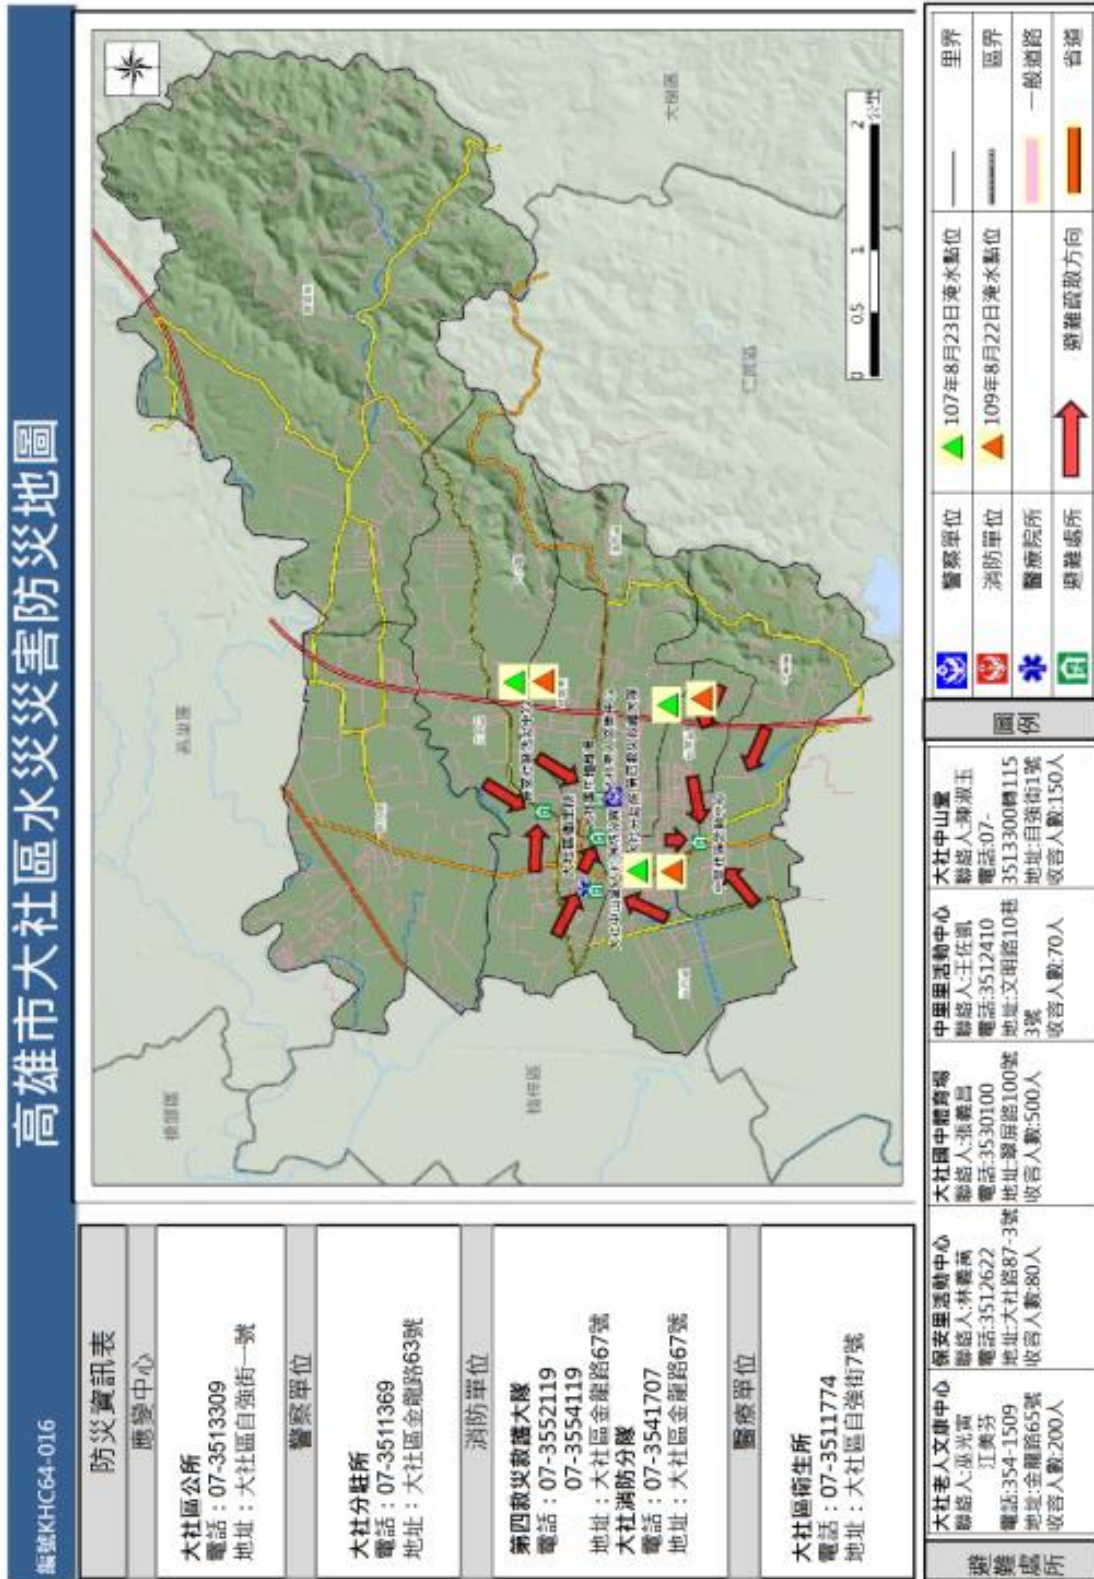 高雄市大社區水災災害防災地圖
編號KHC64-016
防災資訊表
應變中心
大社區公所
電話：07-3513309
地址：大社區自強街一號
警察單位
大社分駐所
電話：07-3511369
地址：大社區金龍路63號
消防單位
第四救災救護大隊
電話：07-3552119
07-3554119
地址：大社區金龍路67號
大社消防分隊
電話：07-3541707
地址：大社區金龍路67號
醫療單位
大社區衛生所
電話：07-3511774
地址：大社區自強街7號
橋頭區
楠梓區
仁武區
大樹區
大社區衛生所
0
0.5
1
2
公里
避難處所
大社老人文康中心
聯絡人:巫光寅
江美芬
電話:354-1509
地址:金龍路65號
收容人數:200人
保安里活動中心
聯絡人:林義萬
電話:3512622
地址:大社路87-3號
收容人數:80人
大社國中體育場
聯絡人:張義昌
電話:3530100
地址:翠屏路100號
收容人數:500人
中里里活動中心
聯絡人:王佐凱
電話:3512410
地址:文明路10巷
3號
收容人數:70人
大社中山堂
聯絡人:陳淑玉
電話:07-
3513300轉115
地址:自強街1號
收容人數:150人
圖例
警察單位
消防單位
醫療院所
避難處所
107年8月23日淹水點位
109年8月22日淹水點位
避難疏散方向
里界
區界
一般道路
省道